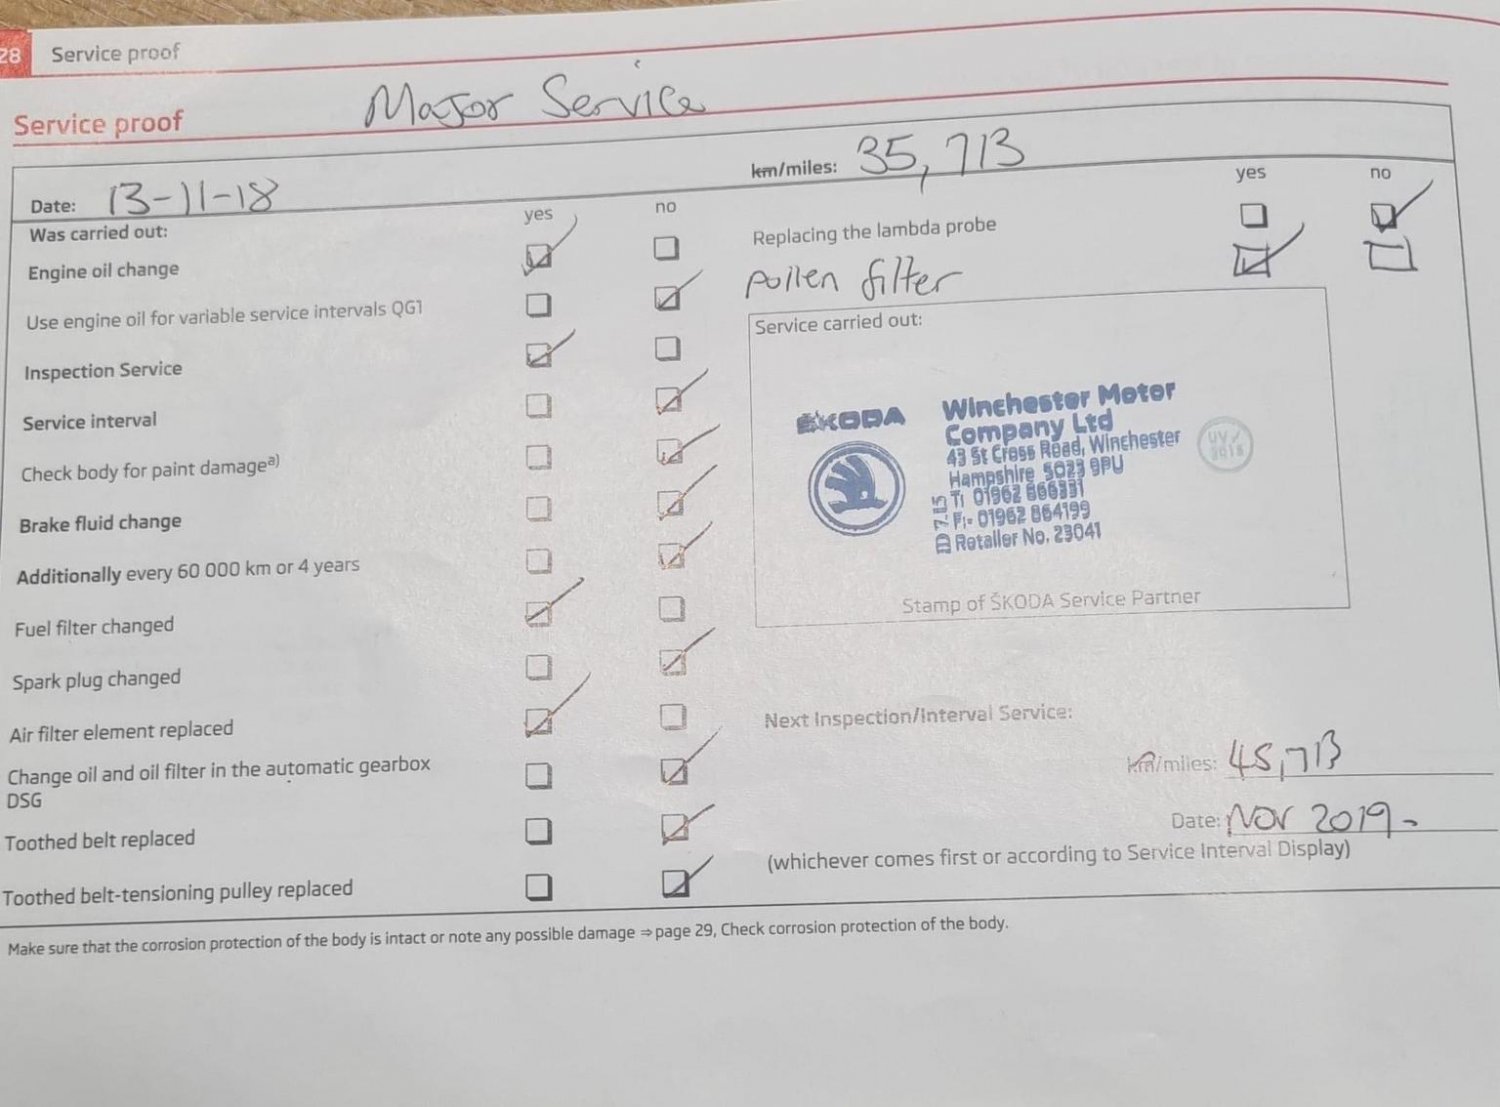 28 Service proof
Service proof Major Service
Date: 13-11-18
km/miles: 35,713
Was carried out:
yes no
Engine oil change
Use engine oil for variable service intervals QG1
Inspection Service
Service interval
Check body for paint damage a)
Brake fluid change
Additionally every 60 000 km or 4 years
Fuel filter changed
Spark plug changed
Air filter element replaced
Change oil and oil filter in the automatic gearbox
DSG
Toothed belt replaced
Toothed belt-tensioning pulley replaced
yes no
Replacing the lambda probe
pollen filter
Service carried out:
ŠKODA
Winchester Motor
Company Ltd
43 St Cross Road, Winchester
Hampshire SO23 9PU
T: 01962 866331
F:- 01962 864199
Retailer No. 23041
Stamp of ŠKODA Service Partner
Next Inspection/Interval Service:
km/miles: 45,713
Date: Nov 2019.
(whichever comes first or according to Service Interval Display)
Make sure that the corrosion protection of the body is intact or note any possible damage ⇒ page 29, Check corrosion protection of the body.